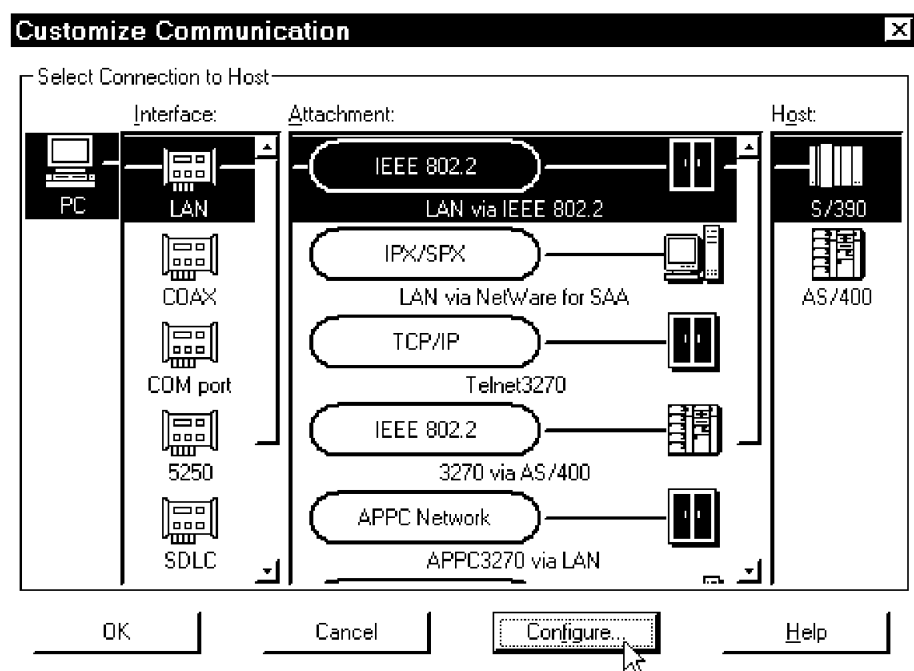 Customize Communication
Select Connection to Host
Interface: Attachment: Host:
PC
LAN
COAX
COM port
5250
SDLC
IEEE 802.2
LAN via IEEE 802.2
IPX/SPX
LAN via NetWare for SAA
TCP/IP
Telnet3270
IEEE 802.2
3270 via AS/400
APPC Network
APPC3270 via LAN
S/390
AS/400
OK Cancel Configure... Help